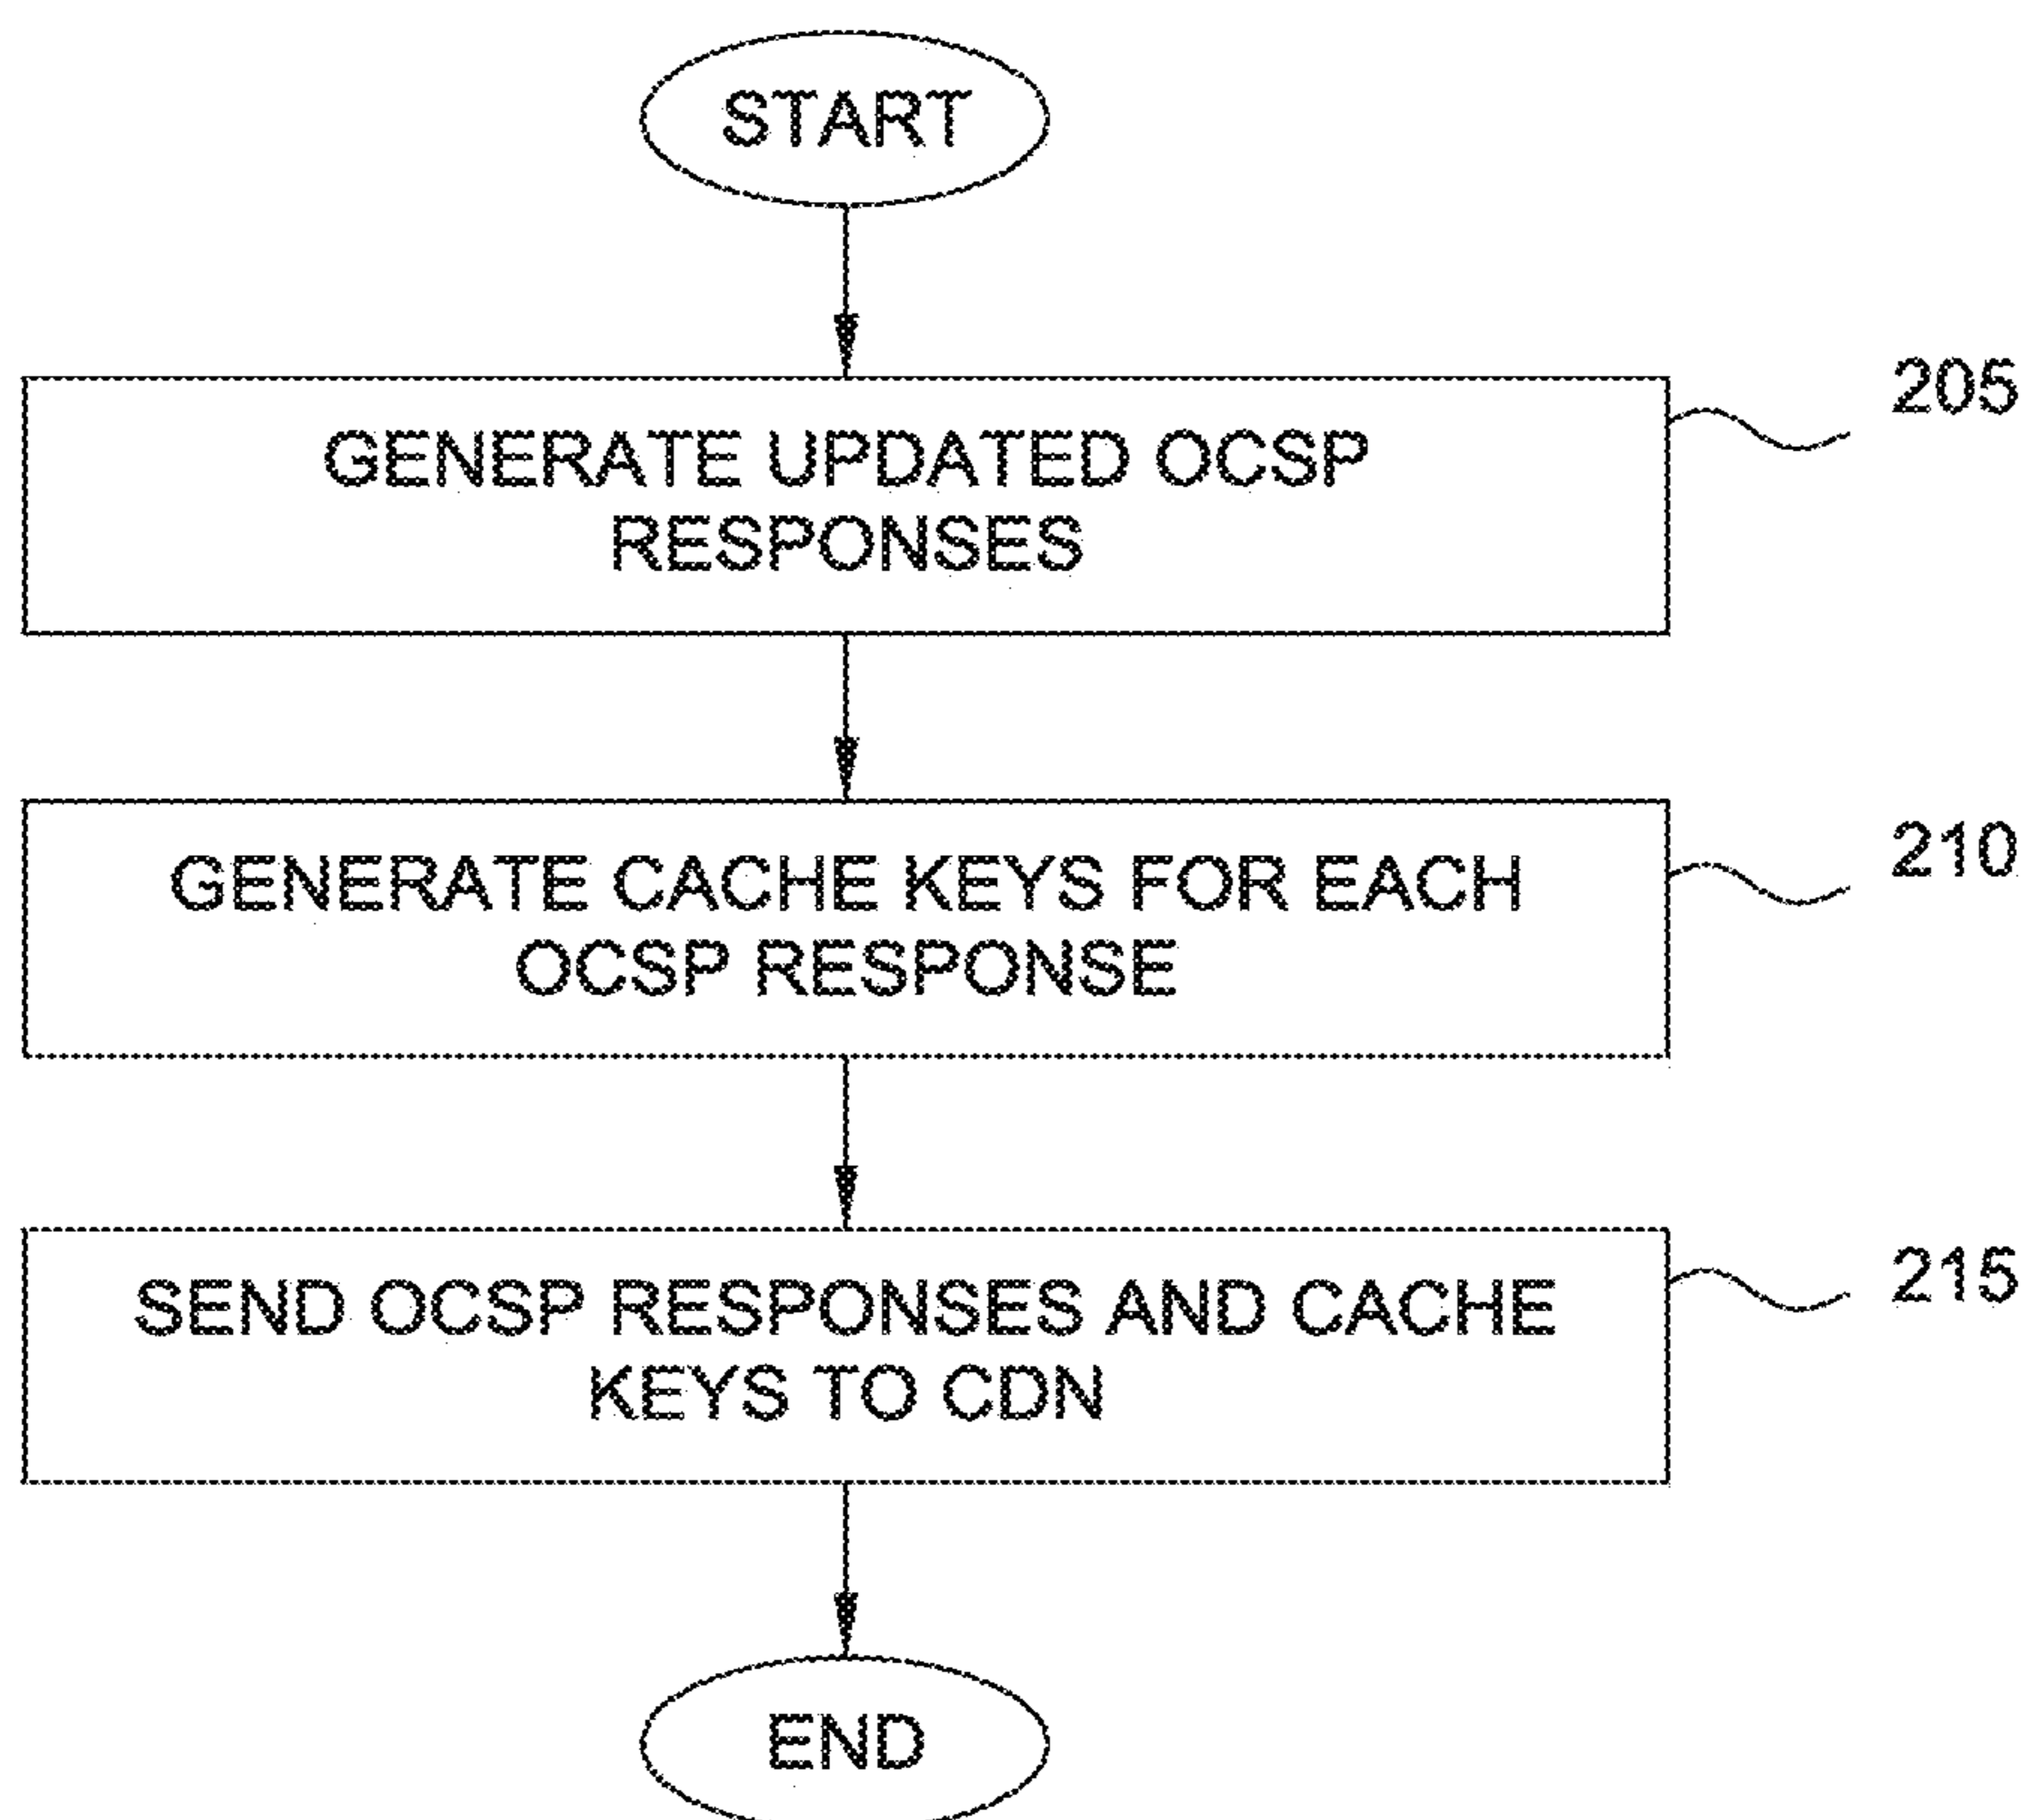 START
205
GENERATE UPDATED OCSP
RESPONSES
210
GENERATE CACHE KEYS FOR EACH
OCSP RESPONSE
215
SEND OCSP RESPONSES AND CACHE
KEYS TO CDN
END